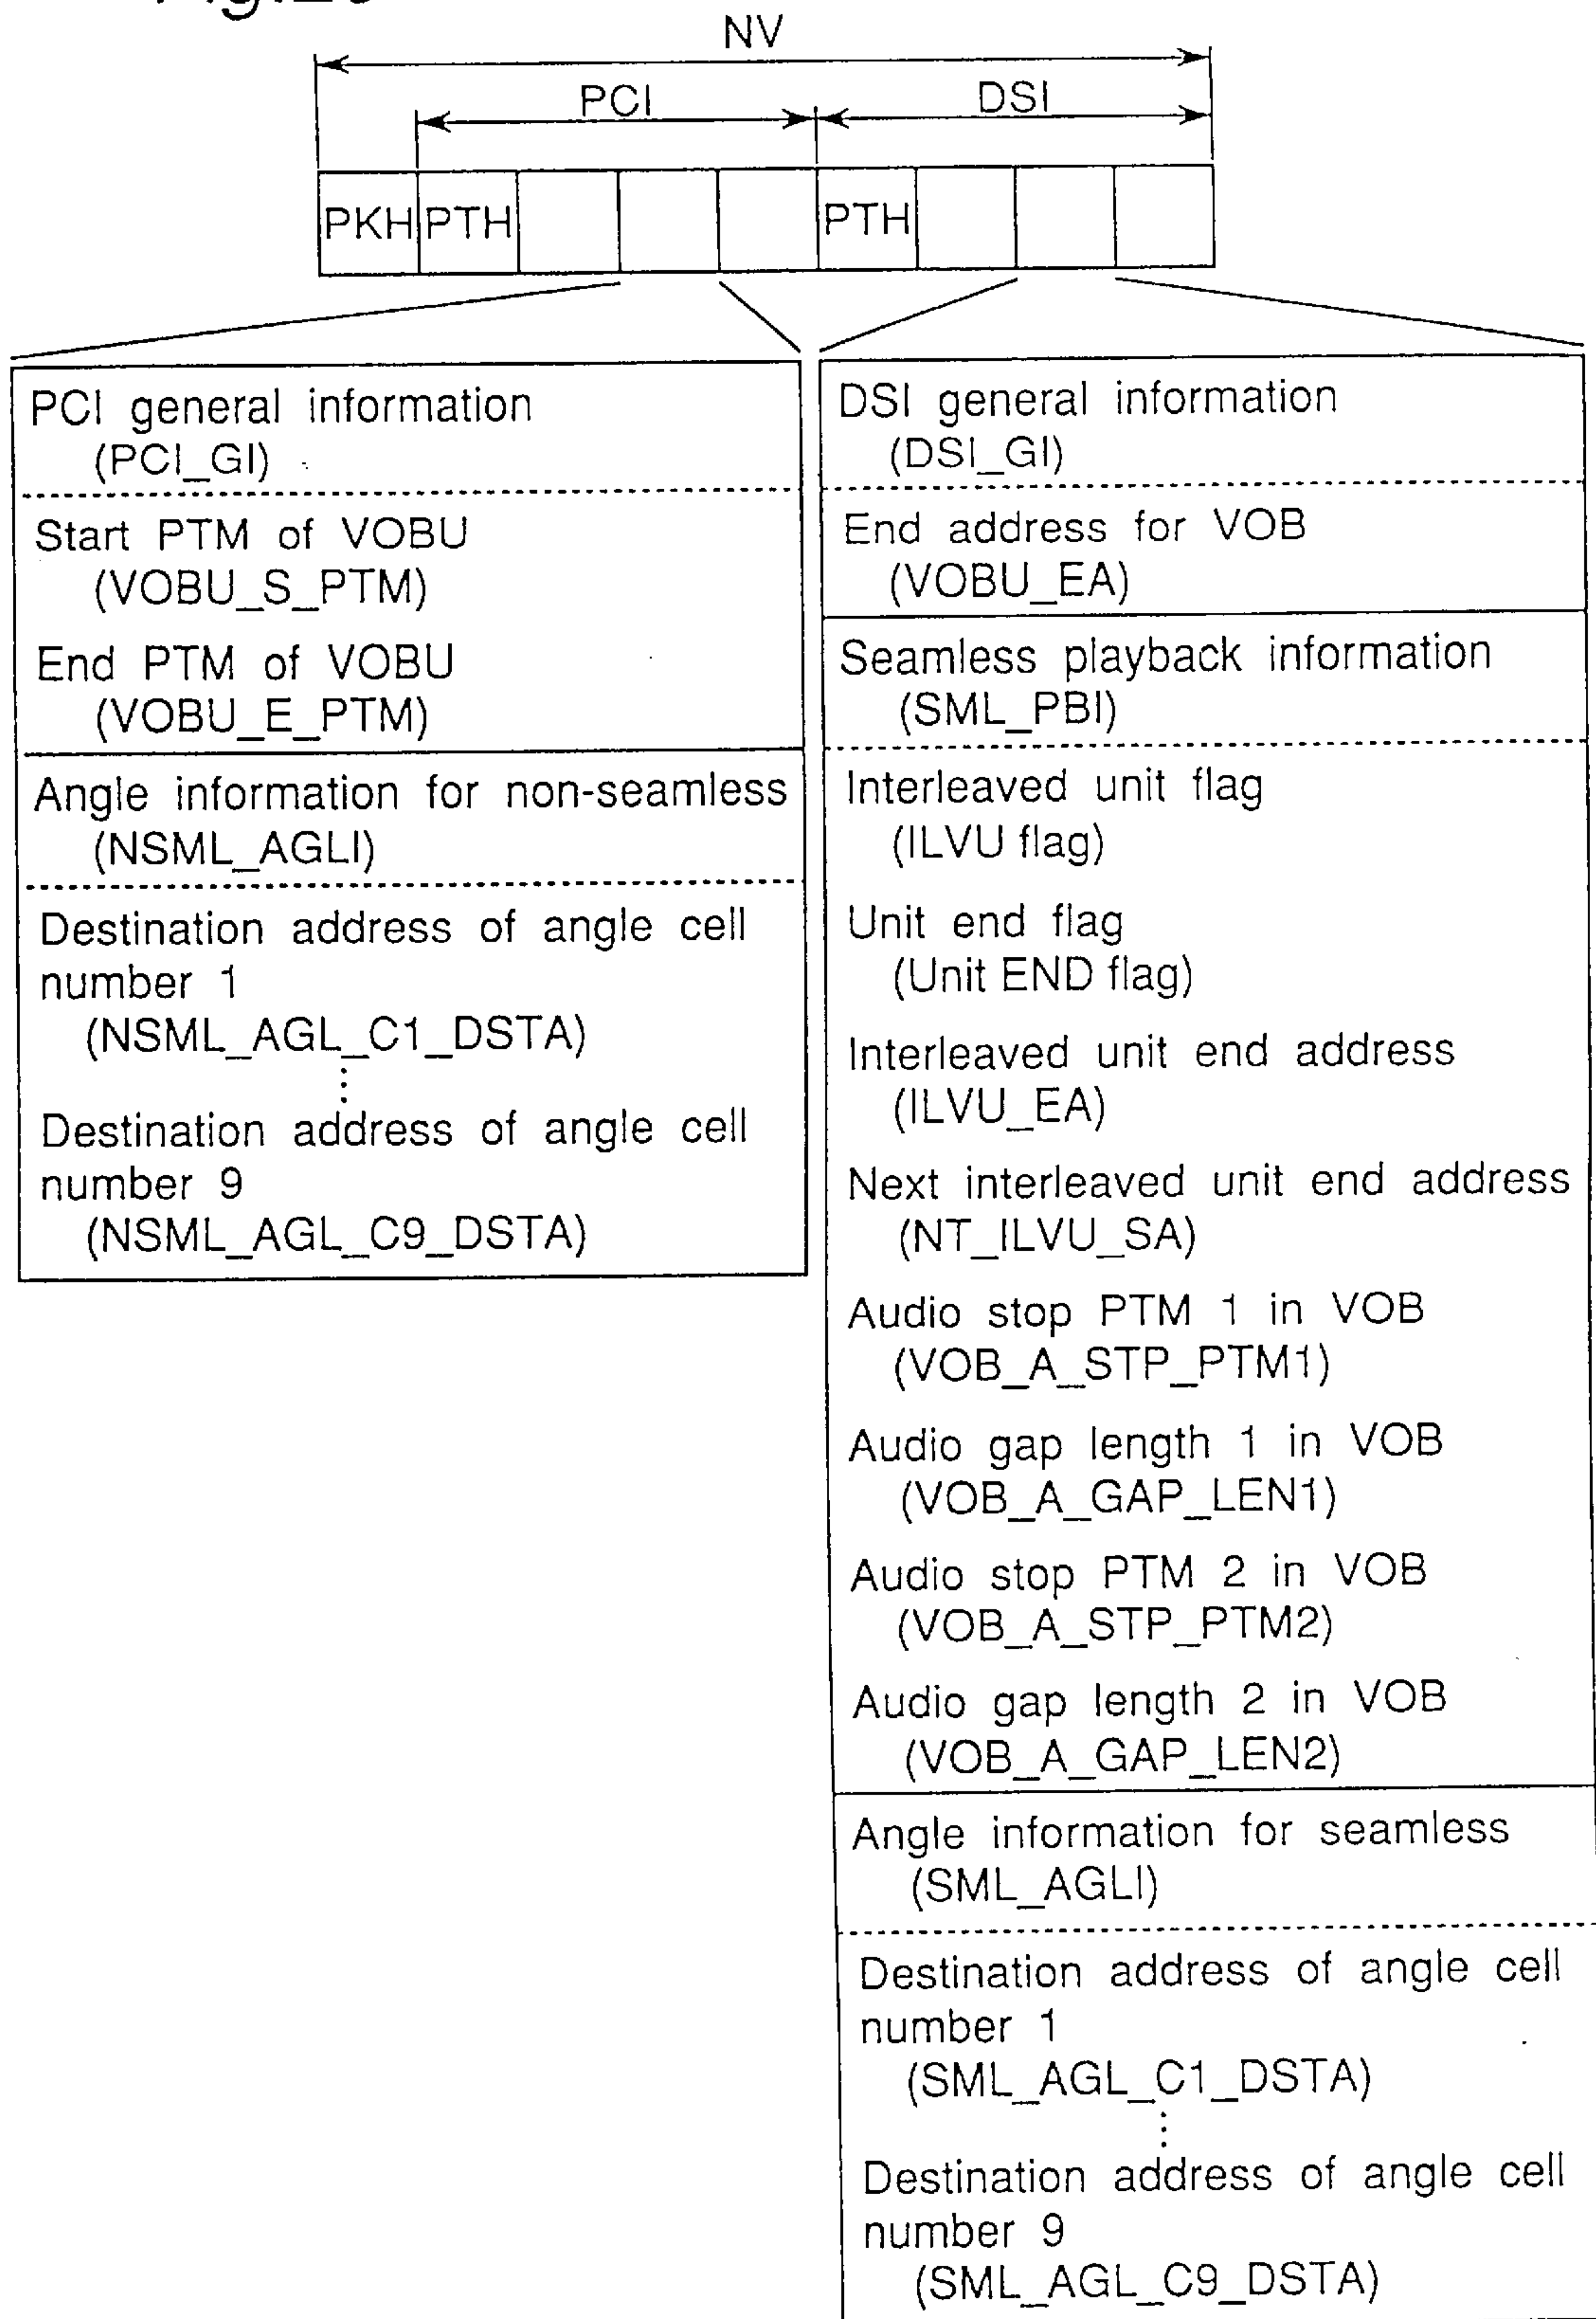 NV
PCI
DSI
PKH PTH PTH
PCI general information
(PCI_GI)
Start PTM of VOBU
(VOBU_S_PTM)
End PTM of VOBU
(VOBU_E_PTM)
Angle information for non-seamless
(NSML_AGLI)
Destination address of angle cell
number 1
(NSML_AGL_C1_DSTA)
Destination address of angle cell
number 9
(NSML_AGL_C9_DSTA)
DSI general information
(DSI_GI)
End address for VOB
(VOBU_EA)
Seamless playback information
(SML_PBI)
Interleaved unit flag
(ILVU flag)
Unit end flag
(Unit END flag)
Interleaved unit end address
(ILVU_EA)
Next interleaved unit end address
(NT_ILVU_SA)
Audio stop PTM 1 in VOB
(VOB_A_STP_PTM1)
Audio gap length 1 in VOB
(VOB_A_GAP_LEN1)
Audio stop PTM 2 in VOB
(VOB_A_STP_PTM2)
Audio gap length 2 in VOB
(VOB_A_GAP_LEN2)
Angle information for seamless
(SML_AGLI)
Destination address of angle cell
number 1
(SML_AGL_C1_DSTA)
Destination address of angle cell
number 9
(SML_AGL_C9_DSTA)